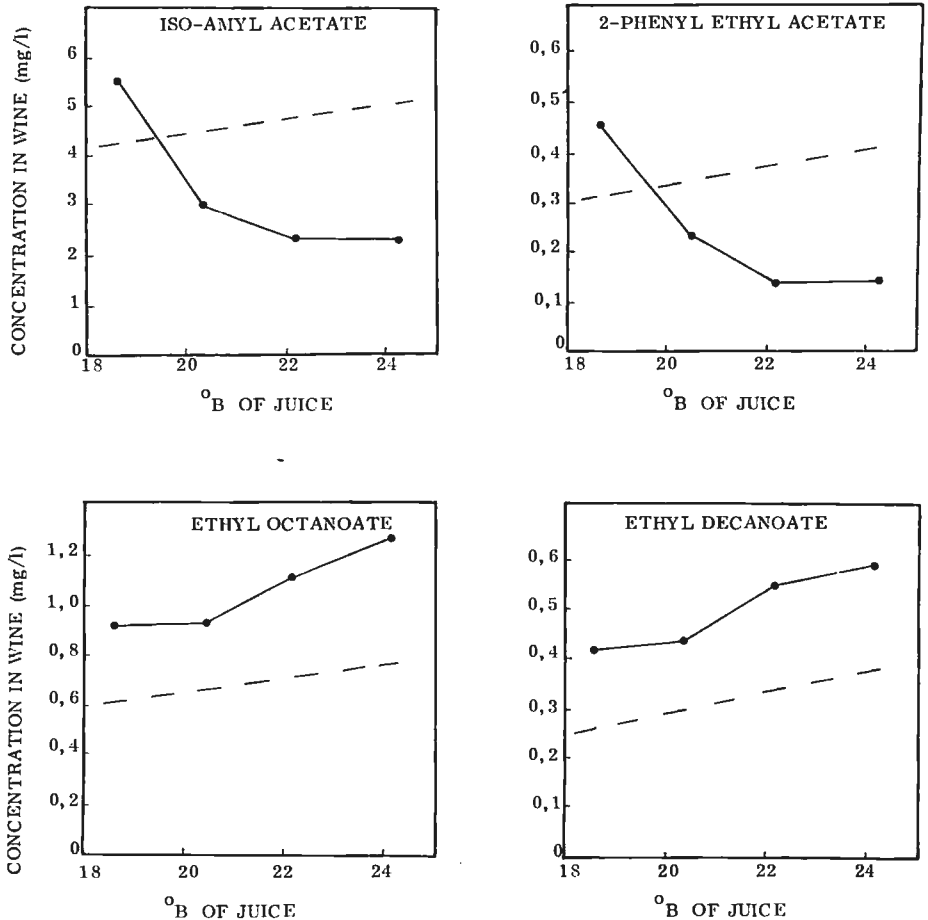 ISO-AMYL ACETATE
CONCENTRATION IN WINE (mg/l)
6
5
4
3
2
1
0
18 20 22 24
°B OF JUICE
2-PHENYL ETHYL ACETATE
0,6
0,5
0,4
0,3
0,2
0,1
0
18 20 22 24
°B OF JUICE
ETHYL OCTANOATE
CONCENTRATION IN WINE (mg/l)
1,2
1,0
0,8
0,6
0,4
0,2
0
18 20 22 24
°B OF JUICE
ETHYL DECANOATE
0,6
0,5
0,4
0,3
0,2
0,1
0
18 20 22 24
°B OF JUICE